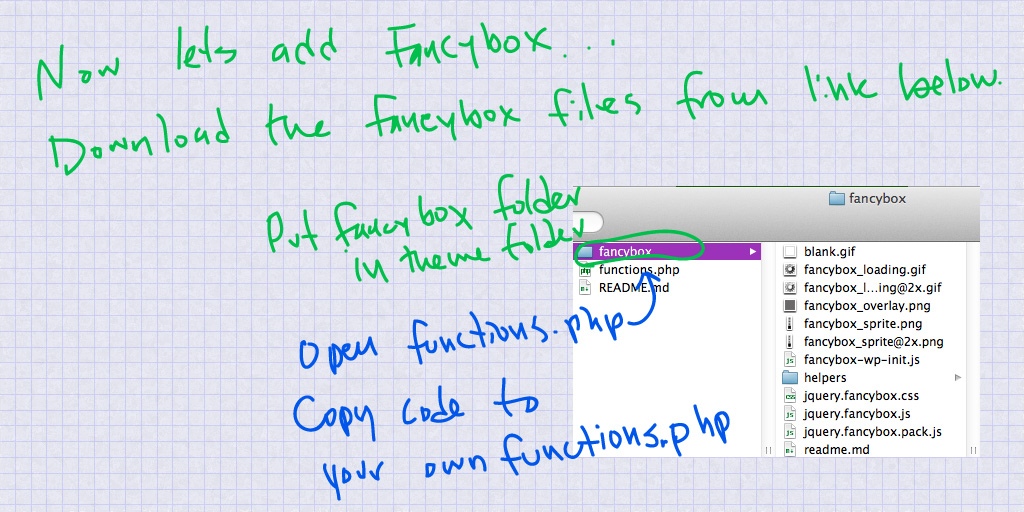 Now lets add Fancybox...
Download the Fancybox files from link below.
Put fancybox folder
in theme folder
open functions.php
Copy code to
your own functions.php
fancybox
fancybox
functions.php
README.md
blank.gif
fancybox_loading.gif
fancybox_l...ing@2x.gif
fancybox_overlay.png
fancybox_sprite.png
fancybox_sprite@2x.png
fancybox-wp-init.js
helpers
jquery.fancybox.css
jquery.fancybox.js
jquery.fancybox.pack.js
readme.md